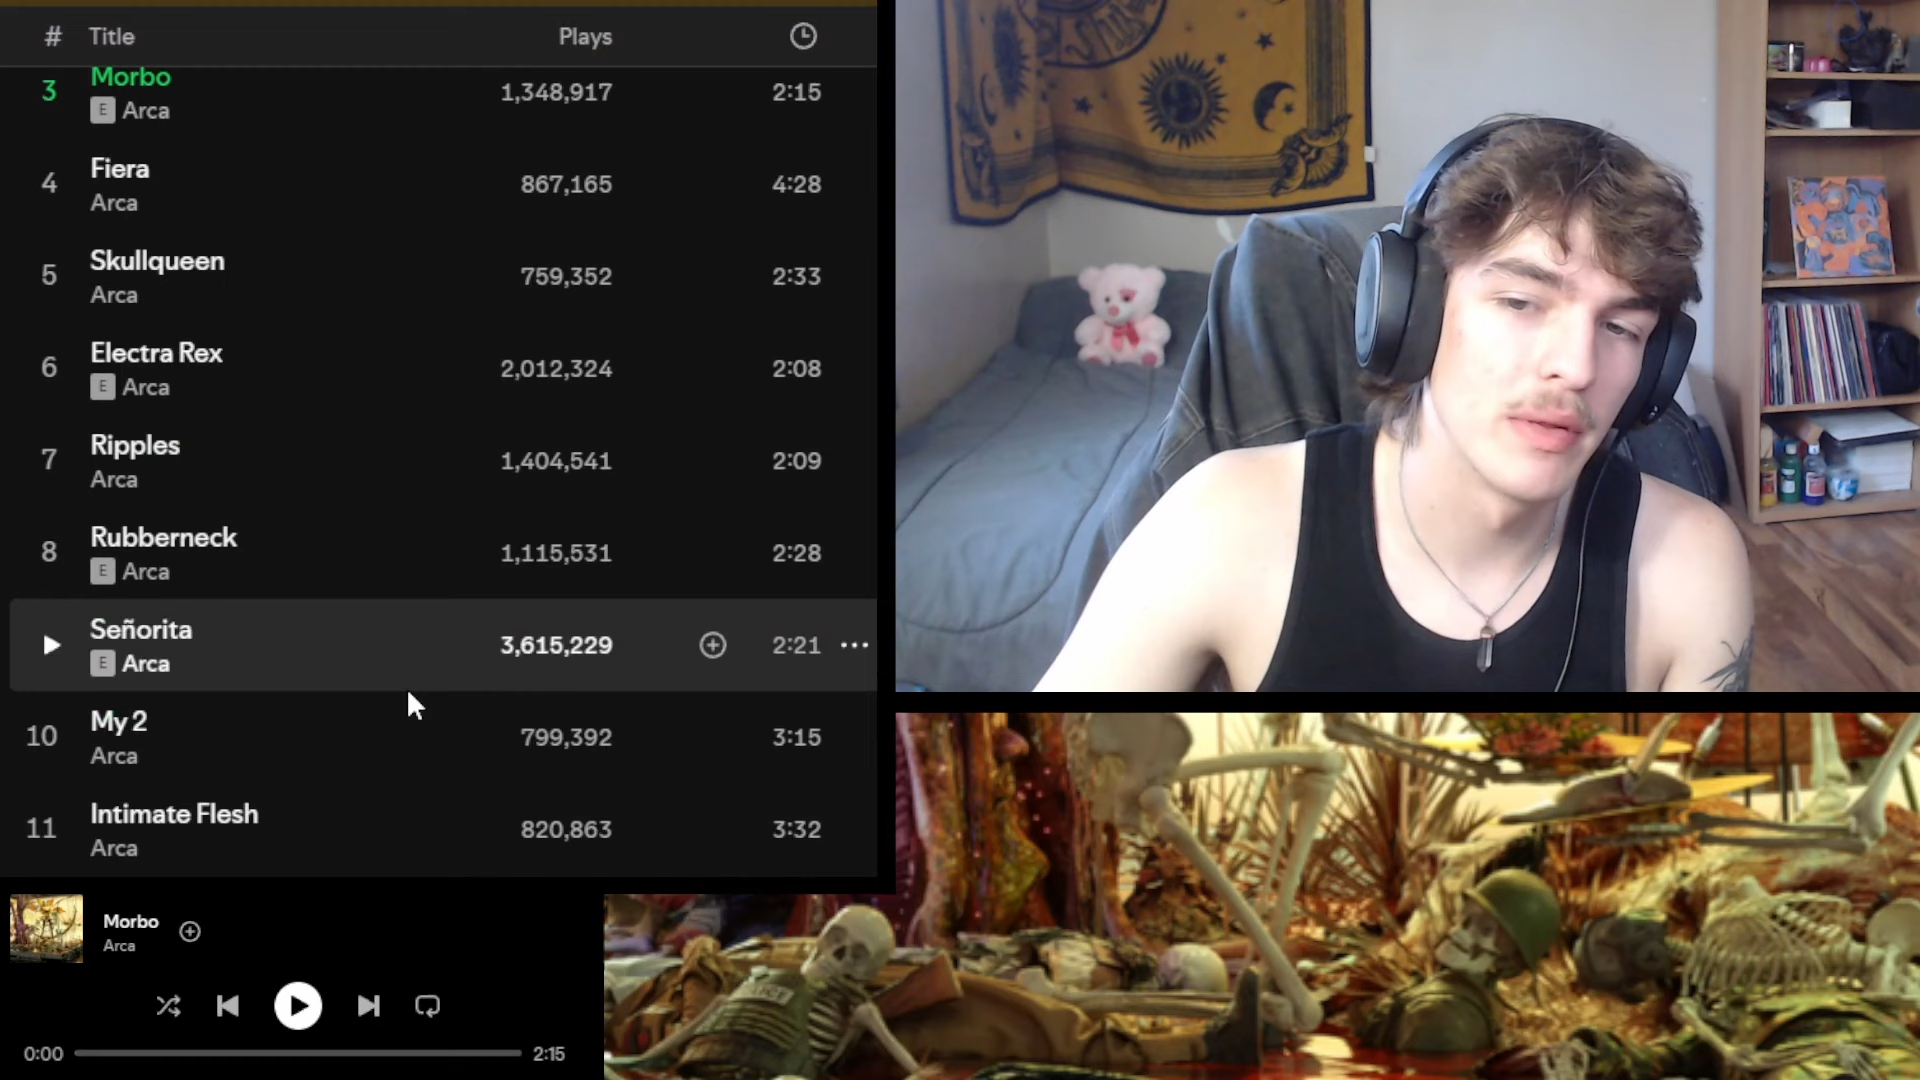 # Title Plays
3 Morbo 1,348,917 2:15
E Arca
4 Fiera 867,165 4:28
Arca
5 Skullqueen 759,352 2:33
Arca
6 Electra Rex 2,012,324 2:08
E Arca
7 Ripples 1,404,541 2:09
Arca
8 Rubberneck 1,115,531 2:28
E Arca
Señorita 3,615,229 2:21
E Arca
10 My 2 799,392 3:15
Arca
11 Intimate Flesh 820,863 3:32
Arca
Morbo
Arca
0:00 2:15